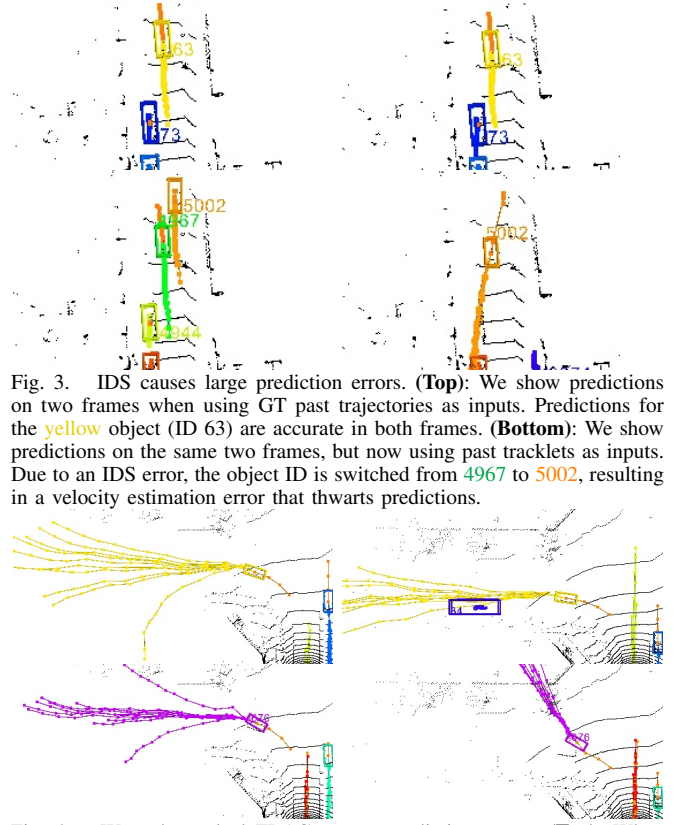 63
63
73
73
5002
4967
5002
4944
Fig. 3. IDS causes large prediction errors. (Top): We show predictions
on two frames when using GT past trajectories as inputs. Predictions for
the yellow object (ID 63) are accurate in both frames. (Bottom): We show
predictions on the same two frames, but now using past tracklets as inputs.
Due to an IDS error, the object ID is switched from 4967 to 5002, resulting
in a velocity estimation error that thwarts predictions.